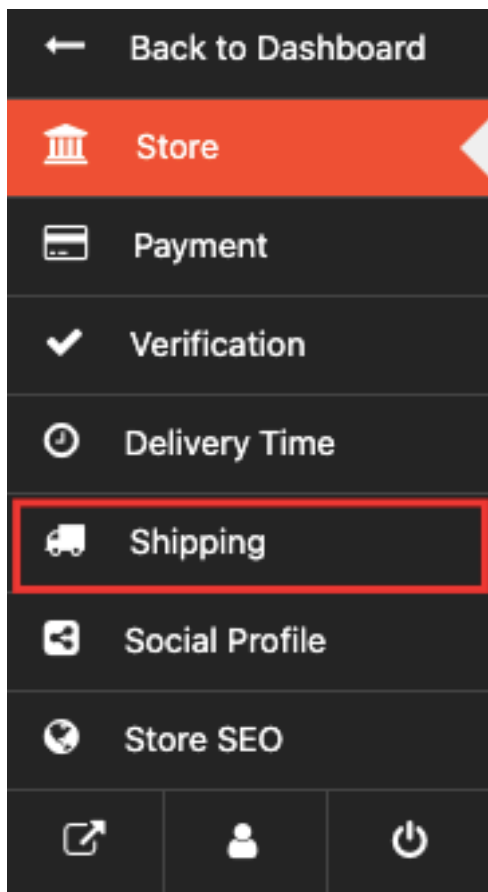 Back to Dashboard
Store
Payment
Verification
Delivery Time
Shipping
Social Profile
Store SEO